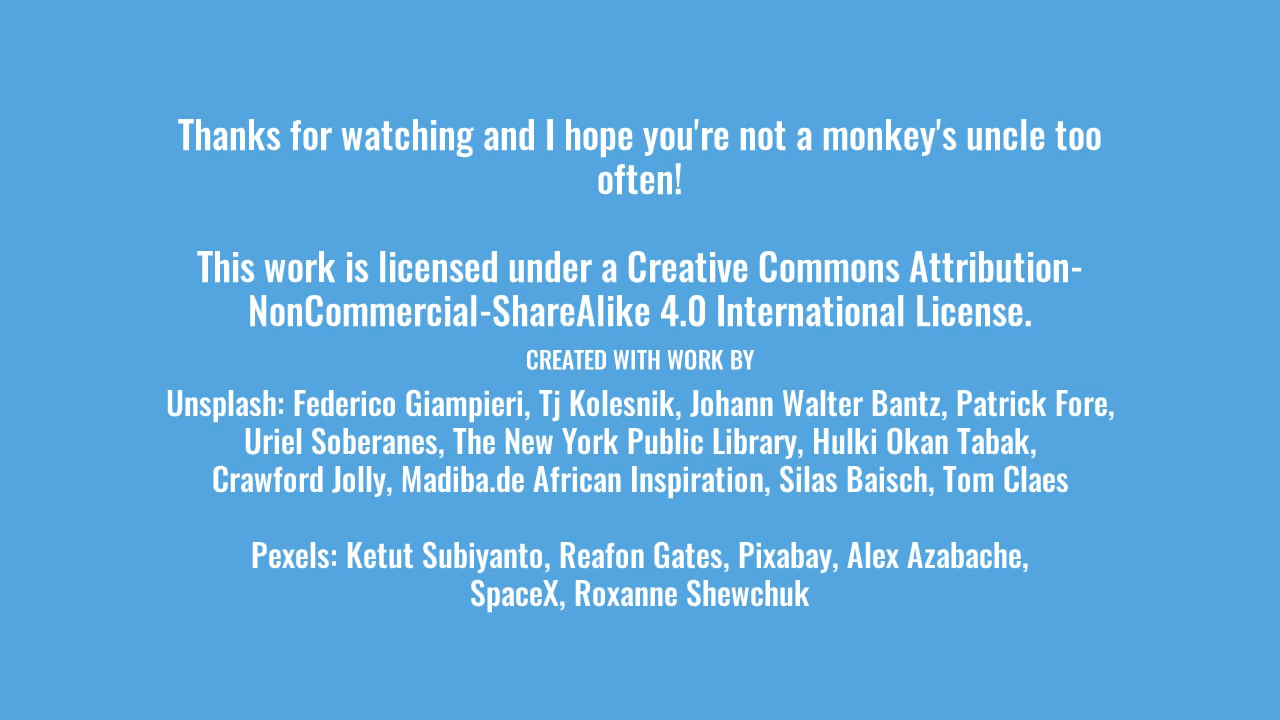 Thanks for watching and I hope you're not a monkey's uncle too
often!
This work is licensed under a Creative Commons Attribution-
NonCommercial-ShareAlike 4.0 International License.
CREATED WITH WORK BY
Unsplash: Federico Giampieri, Tj Kolesnik, Johann Walter Bantz, Patrick Fore,
Uriel Soberanes, The New York Public Library, Hulki Okan Tabak,
Crawford Jolly, Madiba.de African Inspiration, Silas Baisch, Tom Claes
Pexels: Ketut Subiyanto, Reafon Gates, Pixabay, Alex Azabache,
SpaceX, Roxanne Shewchuk